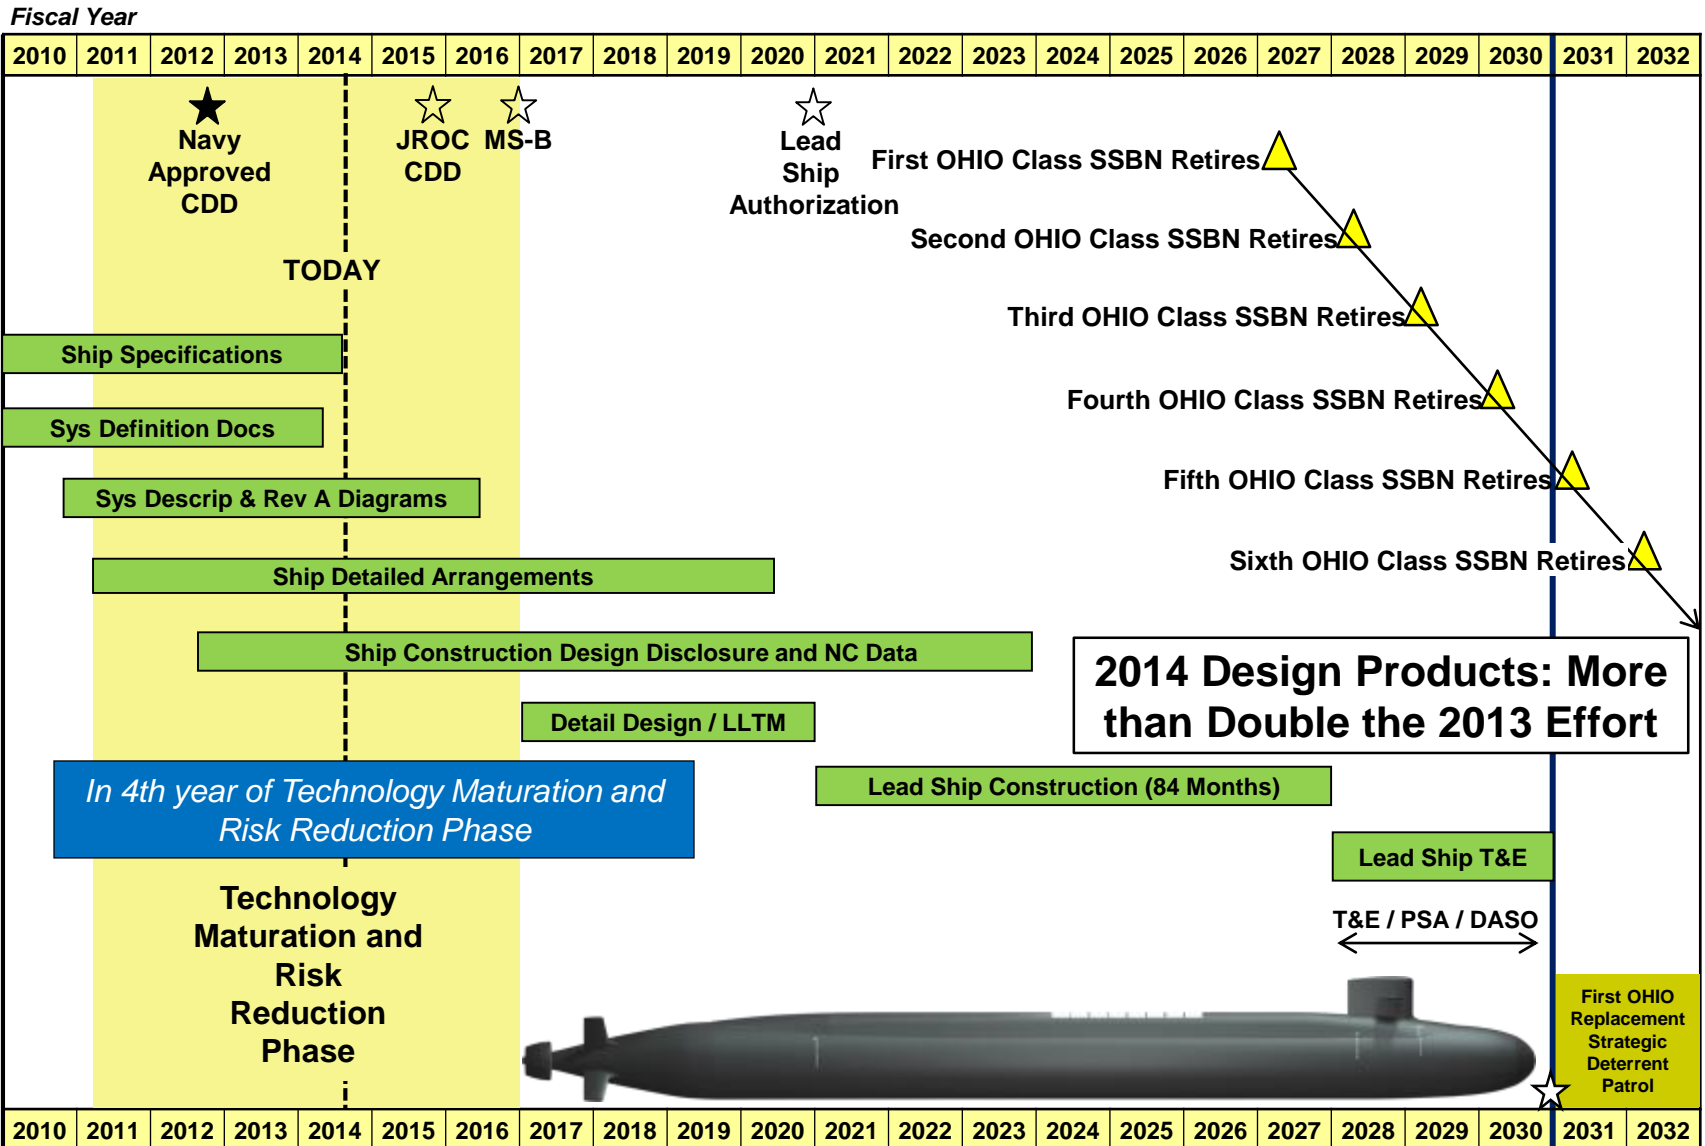 Fiscal Year
2010 2011 2012 2013 2014 2015 2016 2017 2018 2019 2020 2021 2022 2023 2024 2025 2026 2027 2028 2029 2030 2031 2032
Navy
Approved
CDD
JROC
CDD
MS-B
Lead
Ship
Authorization
First OHIO Class SSBN Retires
Second OHIO Class SSBN Retires
TODAY
Third OHIO Class SSBN Retires
Ship Specifications
Fourth OHIO Class SSBN Retires
Sys Definition Docs
Fifth OHIO Class SSBN Retires
Sys Descrip & Rev A Diagrams
Sixth OHIO Class SSBN Retires
Ship Detailed Arrangements
Ship Construction Design Disclosure and NC Data
2014 Design Products: More
than Double the 2013 Effort
Detail Design / LLTM
In 4th year of Technology Maturation and
Risk Reduction Phase
Lead Ship Construction (84 Months)
Lead Ship T&E
Technology
Maturation and
Risk
Reduction
Phase
T&E / PSA / DASO
First OHIO
Replacement
Strategic
Deterrent
Patrol
2010 2011 2012 2013 2014 2015 2016 2017 2018 2019 2020 2021 2022 2023 2024 2025 2026 2027 2028 2029 2030 2031 2032